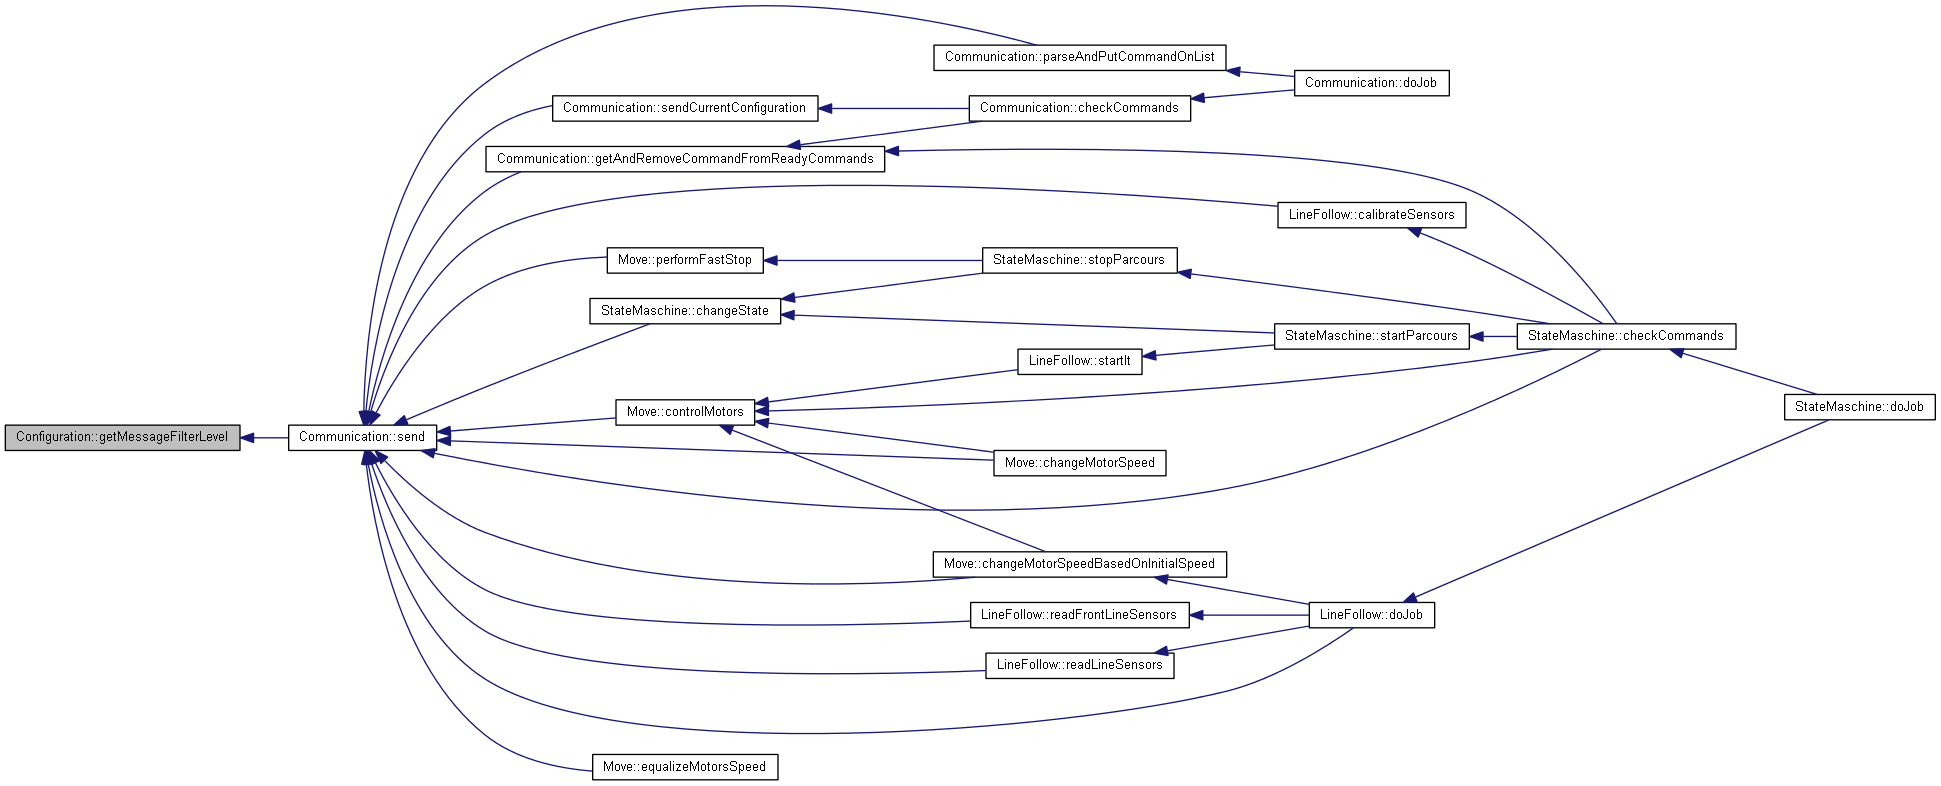 Communication::parseAndPutCommandOnList
Communication::doJob
Communication::sendCurrentConfiguration
Communication::checkCommands
Communication::getAndRemoveCommandFromReadyCommands
LineFollow::calibrateSensors
Move::performFastStop
StateMaschine::stopParcours
StateMaschine::changeState
StateMaschine::startParcours
StateMaschine::checkCommands
LineFollow::startIt
StateMaschine::doJob
Move::controlMotors
Configuration::getMessageFilterLevel
Communication::send
Move::changeMotorSpeed
Move::changeMotorSpeedBasedOnInitialSpeed
LineFollow::readFrontLineSensors
LineFollow::doJob
LineFollow::readLineSensors
Move::equalizeMotorsSpeed